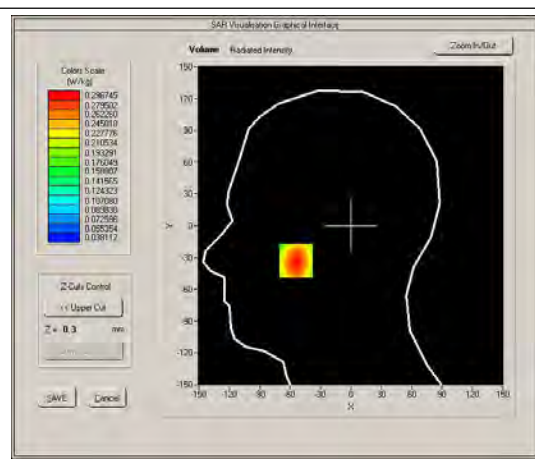 SAR Visualisation Graphical Interface
Volume Radiated Intensity
Zoom In/Out
Colors Scale
(W/kg)
0.296745
0.279502
0.262260
0.245018
0.227776
0.210534
0.193291
0.176049
0.158807
0.141565
0.124323
0.107080
0.089838
0.072596
0.055354
0.038112
Z-Cuts Control
<< Upper Cut
Z = 0.3 mm
SAVE Cancel
150
120
90
60
30
0
-30
-60
-90
-120
-150
Y
-150 -120 -90 -60 -30 0 30 60 90 120 150
X